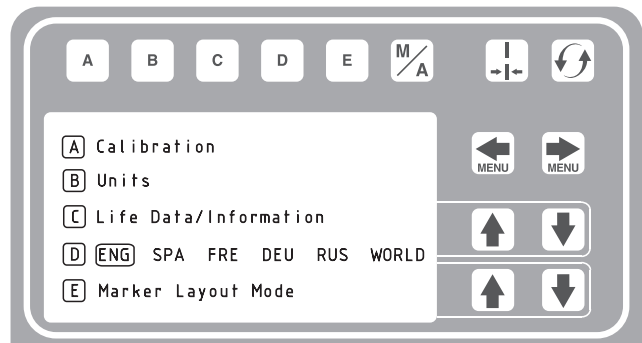 A B C D E M/A
MENU MENU
A Calibration
B Units
C Life Data/Information
D ENG SPA FRE DEU RUS WORLD
E Marker Layout Mode